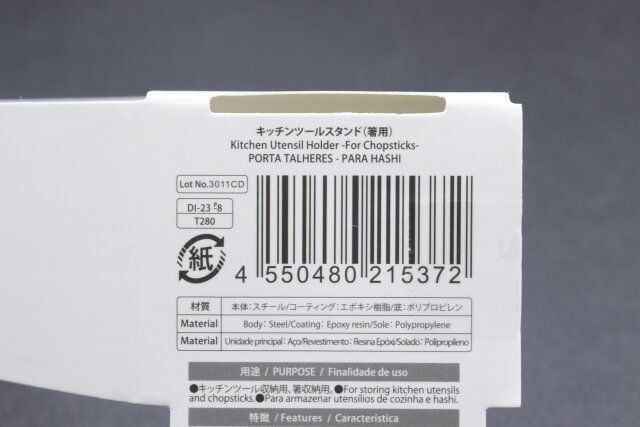 キッチンツールスタンド(箸用)
Kitchen Utensil Holder -For Chopsticks-
PORTA TALHERES - PARA HASHI
Lot No.3011CD
DI-23 #8
T280
紙
4 550480 215372
材質 本体:スチール/コーティング:エポキシ樹脂/底:ポリプロピレン
Material Body: Steel/Coating: Epoxy resin/Sole: Polypropylene
Material Unidade principal: Aço/Revestimento: Resina Epóxi/Solado: Polipropileno
用途 / PURPOSE / Finalidade de uso
●キッチンツール収納用、箸収納用。●For storing kitchen utensils
and chopsticks.●Para armazenar utensílios de cozinha e hashi.
特徴 / Features / Característica